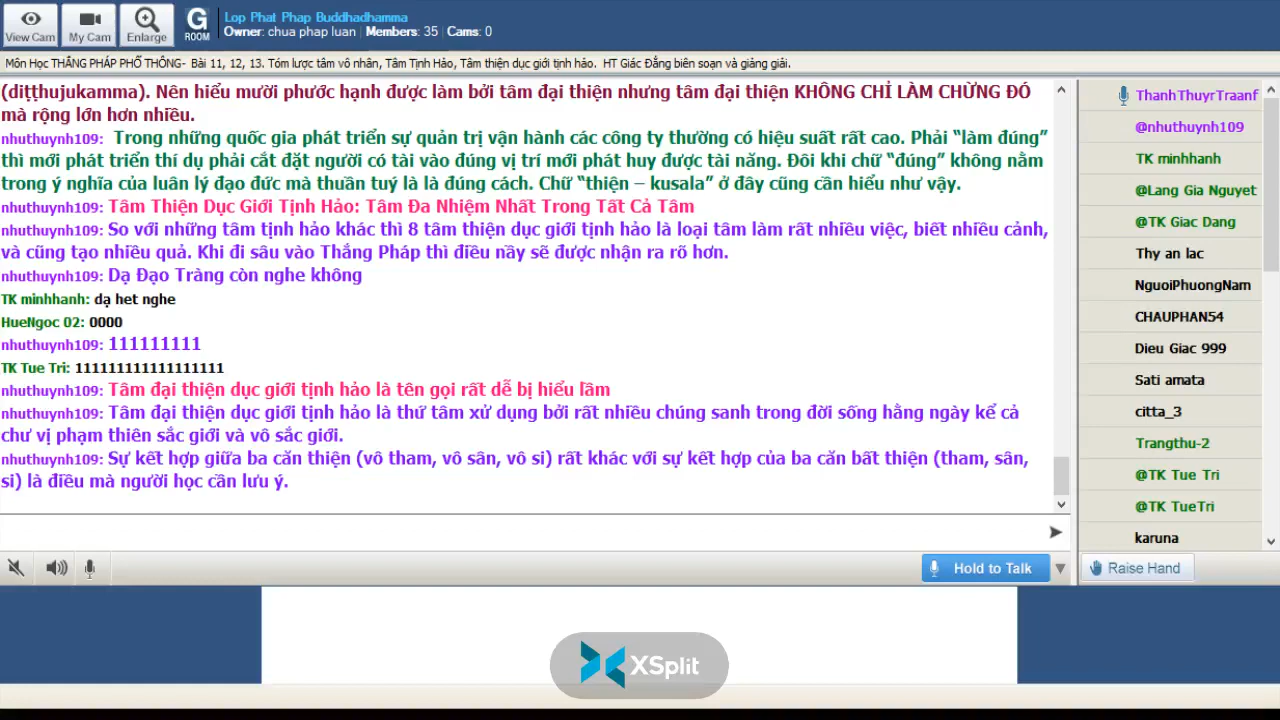 View Cam
My Cam
Enlarge
G
ROOM
Lop Phat Phap Buddhadhamma
Owner: chua phap luan | Members: 35 | Cams: 0
Môn Học THẮNG PHÁP PHỔ THÔNG- Bài 11, 12, 13. Tóm lược tâm vô nhân, Tâm Tịnh Hảo, Tâm thiện dục giới tịnh hảo. HT Giác Đẳng biên soạn và giảng giải.
(diṭṭhujukamma). Nên hiểu mười phước hạnh được làm bởi tâm đại thiện nhưng tâm đại thiện KHÔNG CHỈ LÀM CHỪNG ĐÓ
mà rộng lớn hơn nhiều.
nhuthuynh109: Trong những quốc gia phát triển sự quản trị vận hành các công ty thường có hiệu suất rất cao. Phải “làm đúng”
thì mới phát triển thí dụ phải cất đặt người có tài vào đúng vị trí mới phát huy được tài năng. Đôi khi chữ “đúng” không nằm
trong ý nghĩa của luân lý đạo đức mà thuần tuý là là đúng cách. Chữ “thiện – kusala” ở đây cũng cần hiểu như vậy.
nhuthuynh109: Tâm Thiện Dục Giới Tịnh Hảo: Tâm Đa Nhiệm Nhất Trong Tất Cả Tâm
nhuthuynh109: So với những tâm tịnh hảo khác thì 8 tâm thiện dục giới tịnh hảo là loại tâm làm rất nhiều việc, biết nhiều cảnh,
và cũng tạo nhiều quả. Khi đi sâu vào Thắng Pháp thì điều nầy sẽ được nhận ra rõ hơn.
nhuthuynh109: Dạ Đạo Tràng còn nghe không
TK minhhanh: dạ het nghe
HueNgoc 02: 0000
nhuthuynh109: 111111111
TK Tue Tri: 111111111111111111
nhuthuynh109: Tâm đại thiện dục giới tịnh hảo là tên gọi rất dễ bị hiểu lầm
nhuthuynh109: Tâm đại thiện dục giới tịnh hảo là thứ tâm xử dụng bởi rất nhiều chúng sanh trong đời sống hằng ngày kể cả
chư vị phạm thiên sắc giới và vô sắc giới.
nhuthuynh109: Sự kết hợp giữa ba căn thiện (vô tham, vô sân, vô si) rất khác với sự kết hợp của ba căn bất thiện (tham, sân,
si) là điều mà người học cần lưu ý.
ThanhThuyrTraanf
@nhuthuynh109
TK minhhanh
@Lang Gia Nguyet
@TK Giac Dang
Thy an lac
NguoiPhuongNam
CHAUPHAN54
Dieu Giac 999
Sati amata
citta_3
Trangthu-2
@TK Tue Tri
@TK TueTri
karuna
Hold to Talk
Raise Hand
XSplit